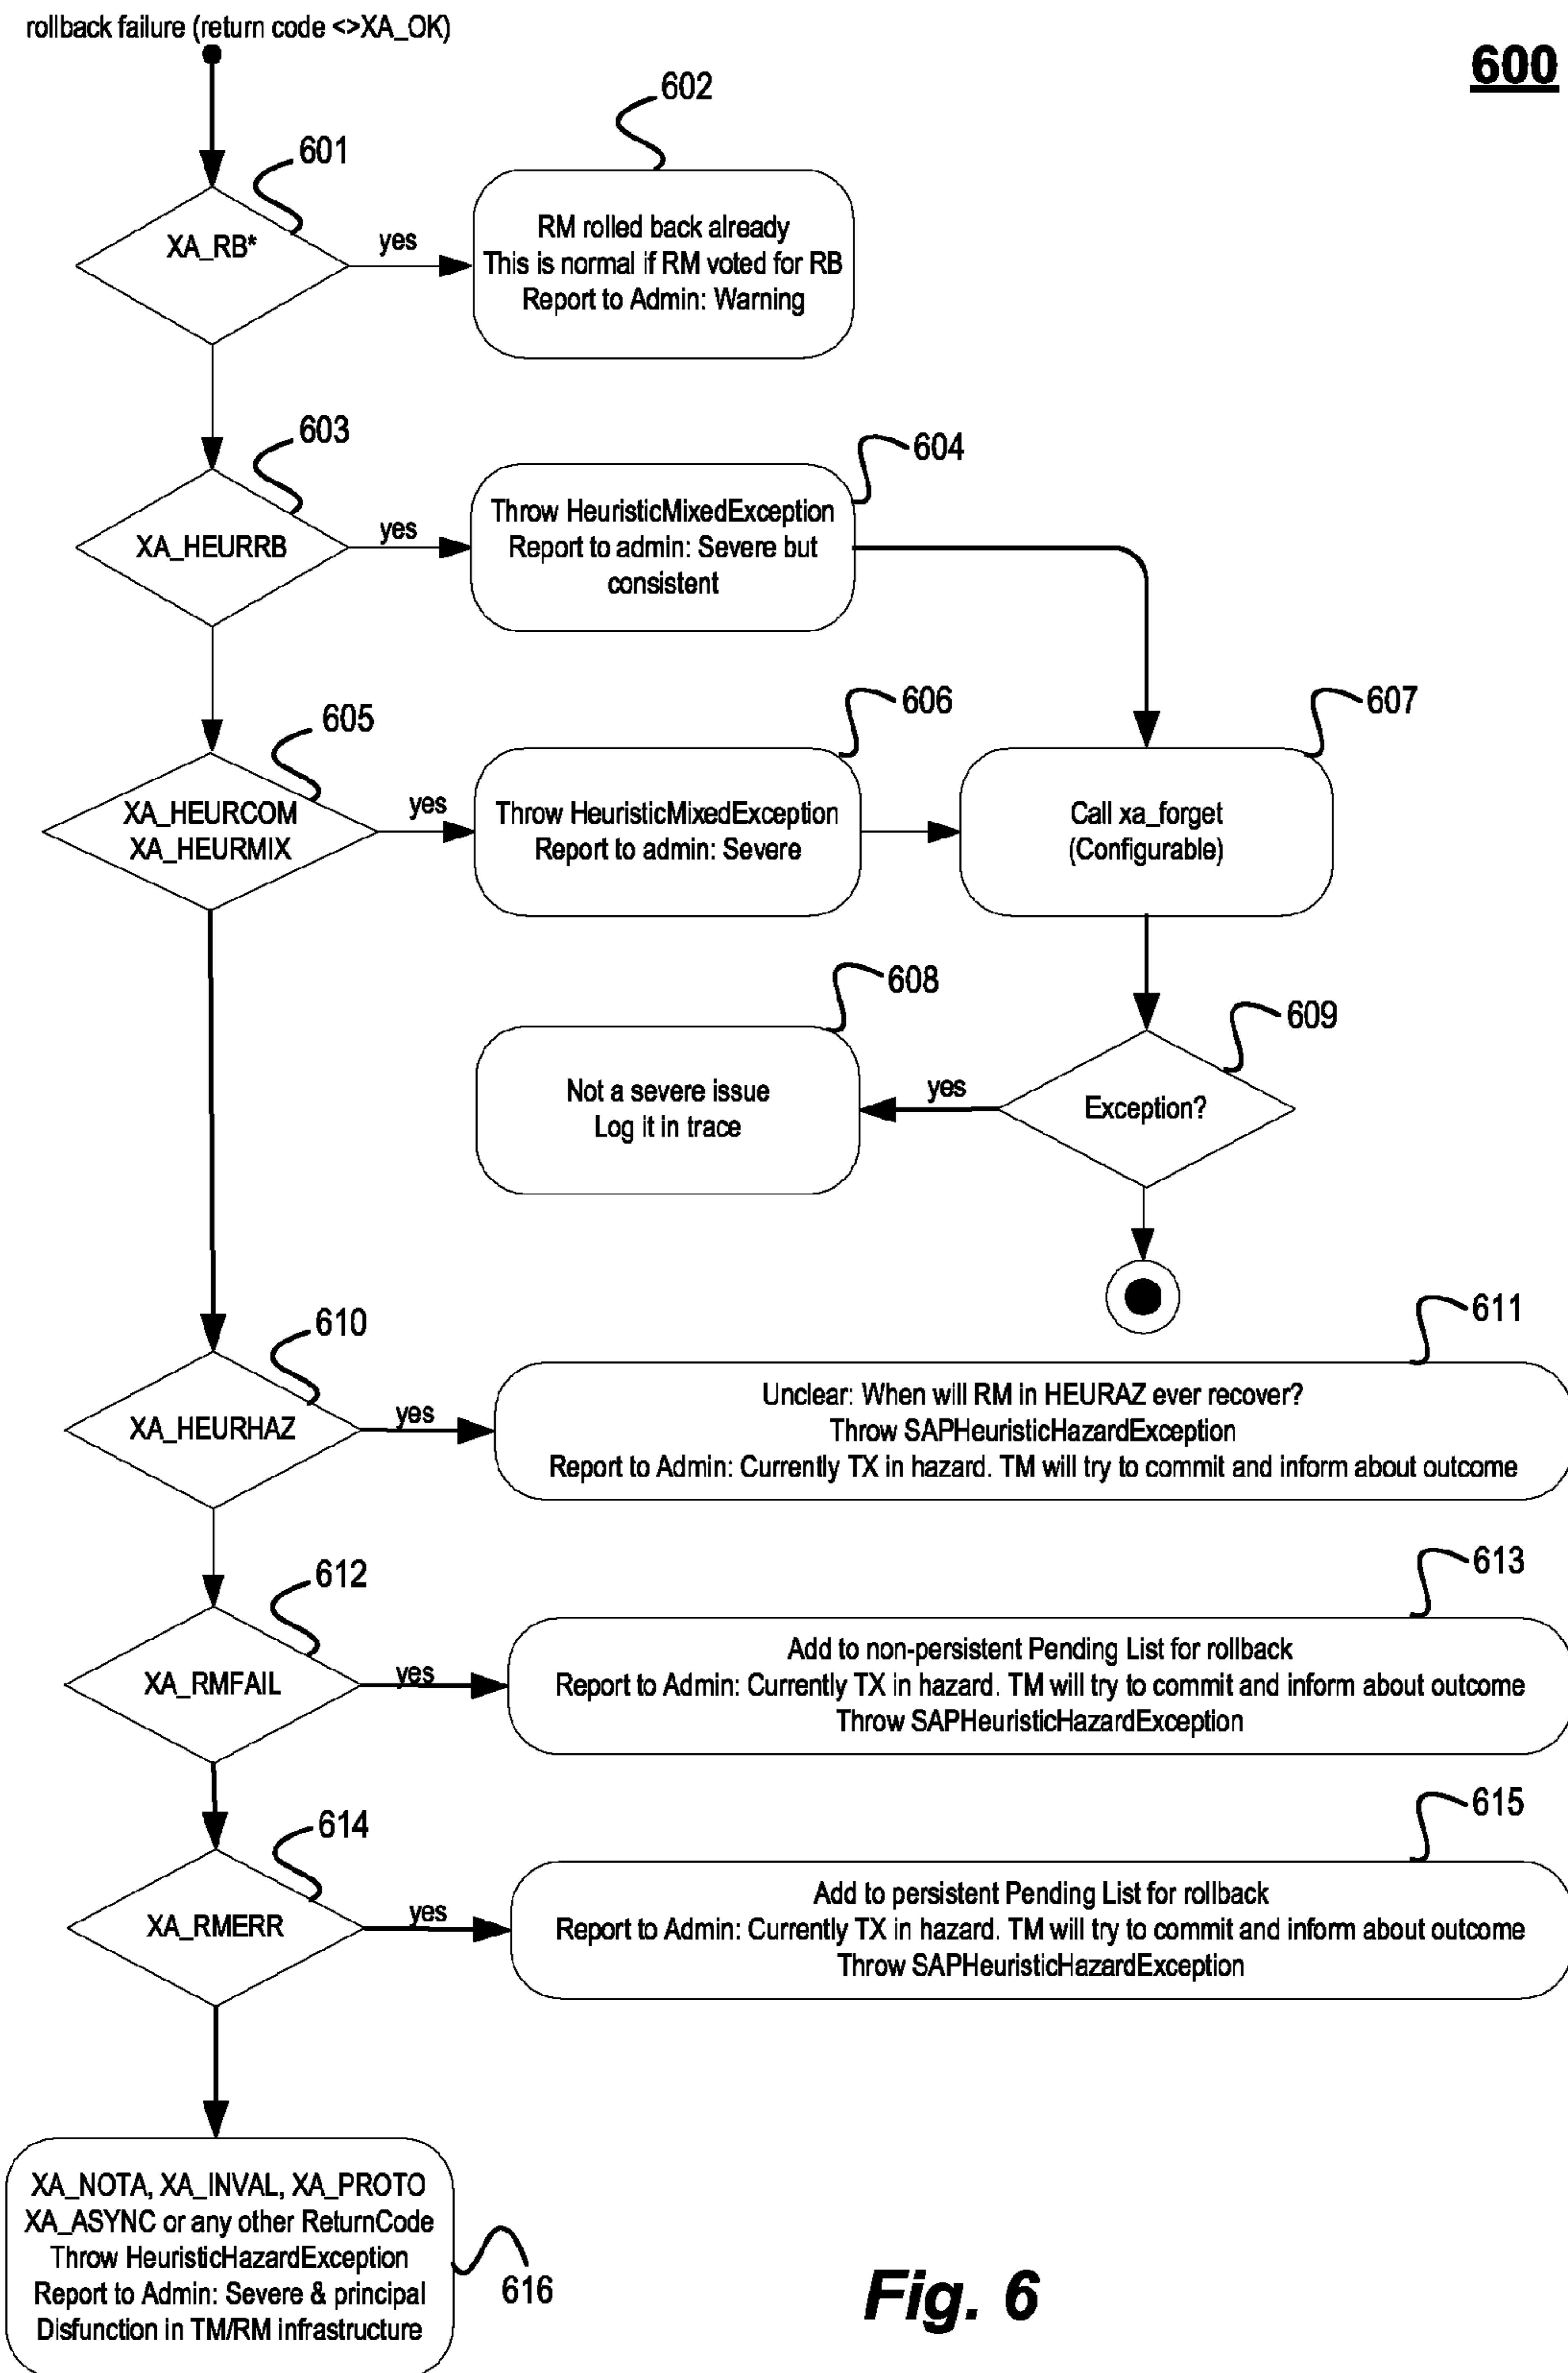 rollback failure (return code <>XA_OK)
600
602
601
XA_RB*
yes
RM rolled back already
This is normal if RM voted for RB
Report to Admin: Warning
603
604
XA_HEURRB
yes
Throw HeuristicMixedException
Report to admin: Severe but
consistent
605
606
607
XA_HEURCOM
XA_HEURMIX
yes
Throw HeuristicMixedException
Report to admin: Severe
Call xa_forget
(Configurable)
608
609
Not a severe issue
Log it in trace
yes
Exception?
610
611
XA_HEURHAZ
yes
Unclear: When will RM in HEURAZ ever recover?
Throw SAPHeuristicHazardException
Report to Admin: Currently TX in hazard. TM will try to commit and inform about outcome
612
613
XA_RMFAIL
yes
Add to non-persistent Pending List for rollback
Report to Admin: Currently TX in hazard. TM will try to commit and inform about outcome
Throw SAPHeuristicHazardException
614
615
XA_RMERR
yes
Add to persistent Pending List for rollback
Report to Admin: Currently TX in hazard. TM will try to commit and inform about outcome
Throw SAPHeuristicHazardException
XA_NOTA, XA_INVAL, XA_PROTO
XA_ASYNC or any other ReturnCode
Throw HeuristicHazardException
Report to Admin: Severe & principal
Disfunction in TM/RM infrastructure
616
Fig. 6